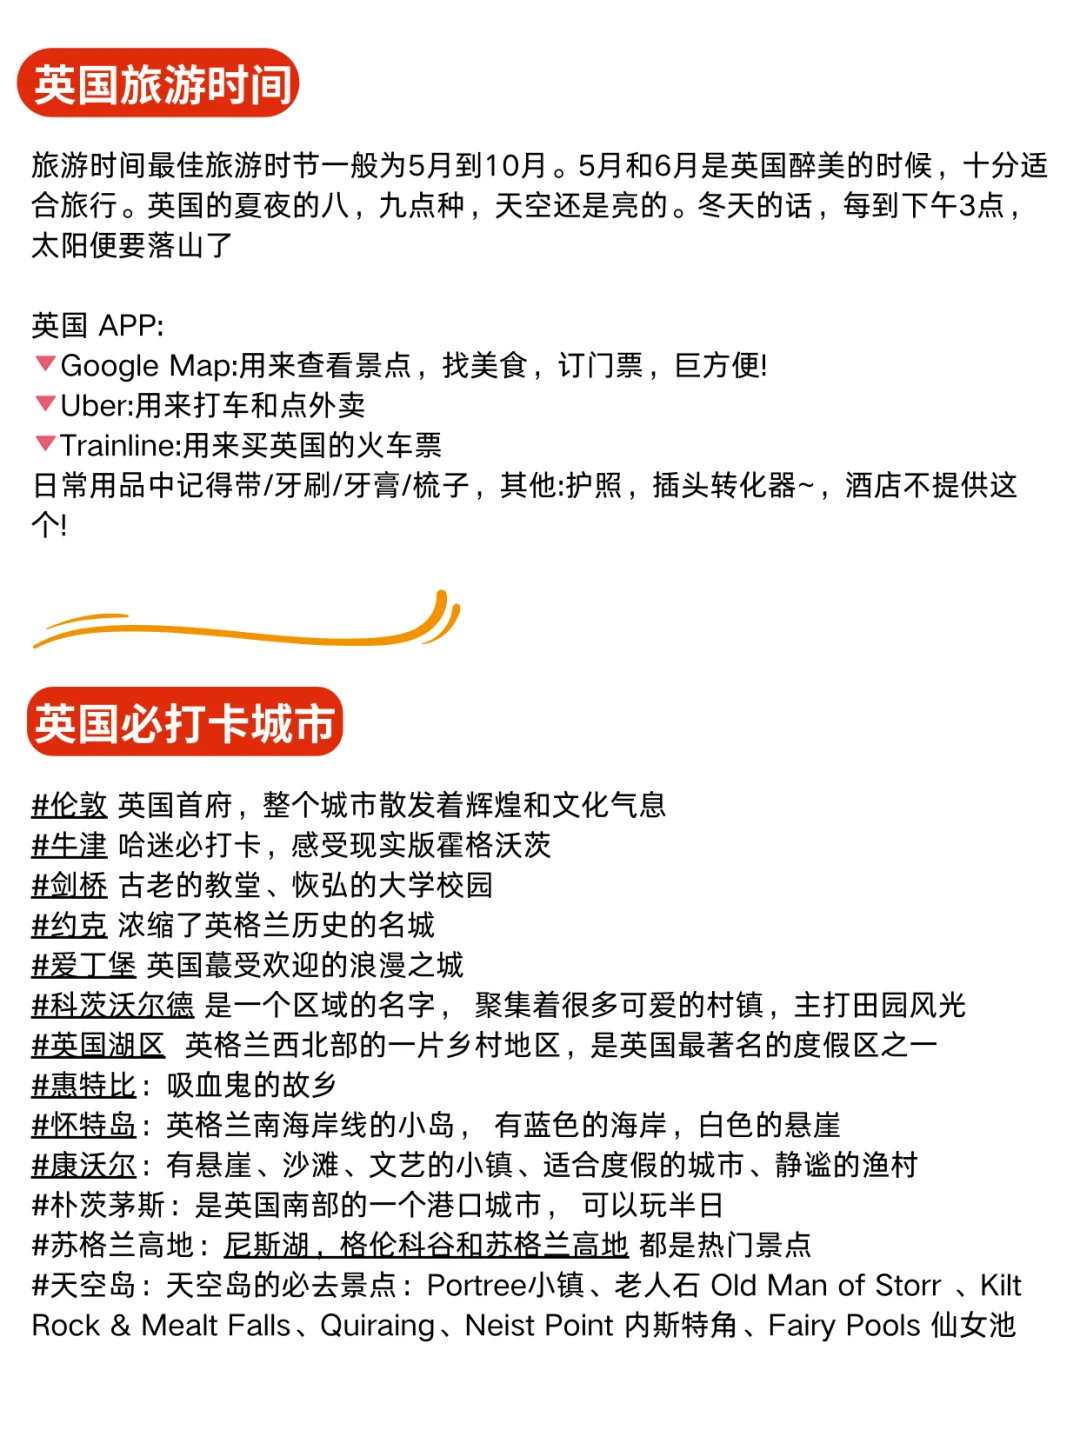 英国旅游时间
旅游时间最佳旅游时节一般为5月到10月。5月和6月是英国醉美的时候，十分适
合旅行。英国的夏夜的八，九点种，天空还是亮的。冬天的话，每到下午3点，
太阳便要落山了
英国 APP:
🔻Google Map:用来查看景点，找美食，订门票，巨方便!
🔻Uber:用来打车和点外卖
🔻Trainline:用来买英国的火车票
日常用品中记得带/牙刷/牙膏/梳子，其他:护照，插头转化器~，酒店不提供这
个!
英国必打卡城市
#伦敦 英国首府，整个城市散发着辉煌和文化气息
#牛津 哈迷必打卡，感受现实版霍格沃茨
#剑桥 古老的教堂、恢弘的大学校园
#约克 浓缩了英格兰历史的名城
#爱丁堡 英国蕞受欢迎的浪漫之城
#科茨沃尔德 是一个区域的名字， 聚集着很多可爱的村镇，主打田园风光
#英国湖区 英格兰西北部的一片乡村地区，是英国最著名的度假区之一
#惠特比：吸血鬼的故乡
#怀特岛：英格兰南海岸线的小岛， 有蓝色的海岸，白色的悬崖
#康沃尔：有悬崖、沙滩、文艺的小镇、适合度假的城市、静谧的渔村
#朴茨茅斯：是英国南部的一个港口城市， 可以玩半日
#苏格兰高地：尼斯湖，格伦科谷和苏格兰高地 都是热门景点
#天空岛：天空岛的必去景点：Portree小镇、老人石 Old Man of Storr 、Kilt
Rock & Mealt Falls、Quiraing、Neist Point 内斯特角、Fairy Pools 仙女池